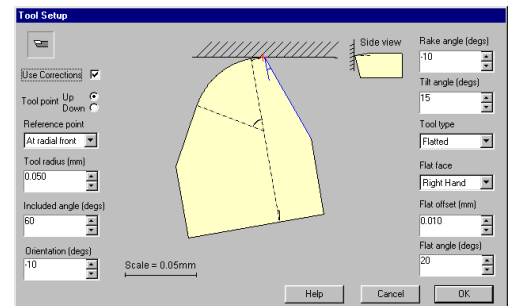 Tool Setup
Use Corrections
Tool point Up
Down
Reference point
At radial front
Tool radius (mm)
0.050
Included angle (degs)
60
Orientation (degs)
-10
Scale = 0.05mm
Side view
Rake angle (degs)
-10
Tilt angle (degs)
15
Tool type
Flatted
Flat face
Right Hand
Flat offset (mm)
0.010
Flat angle (degs)
20
Help
Cancel
OK